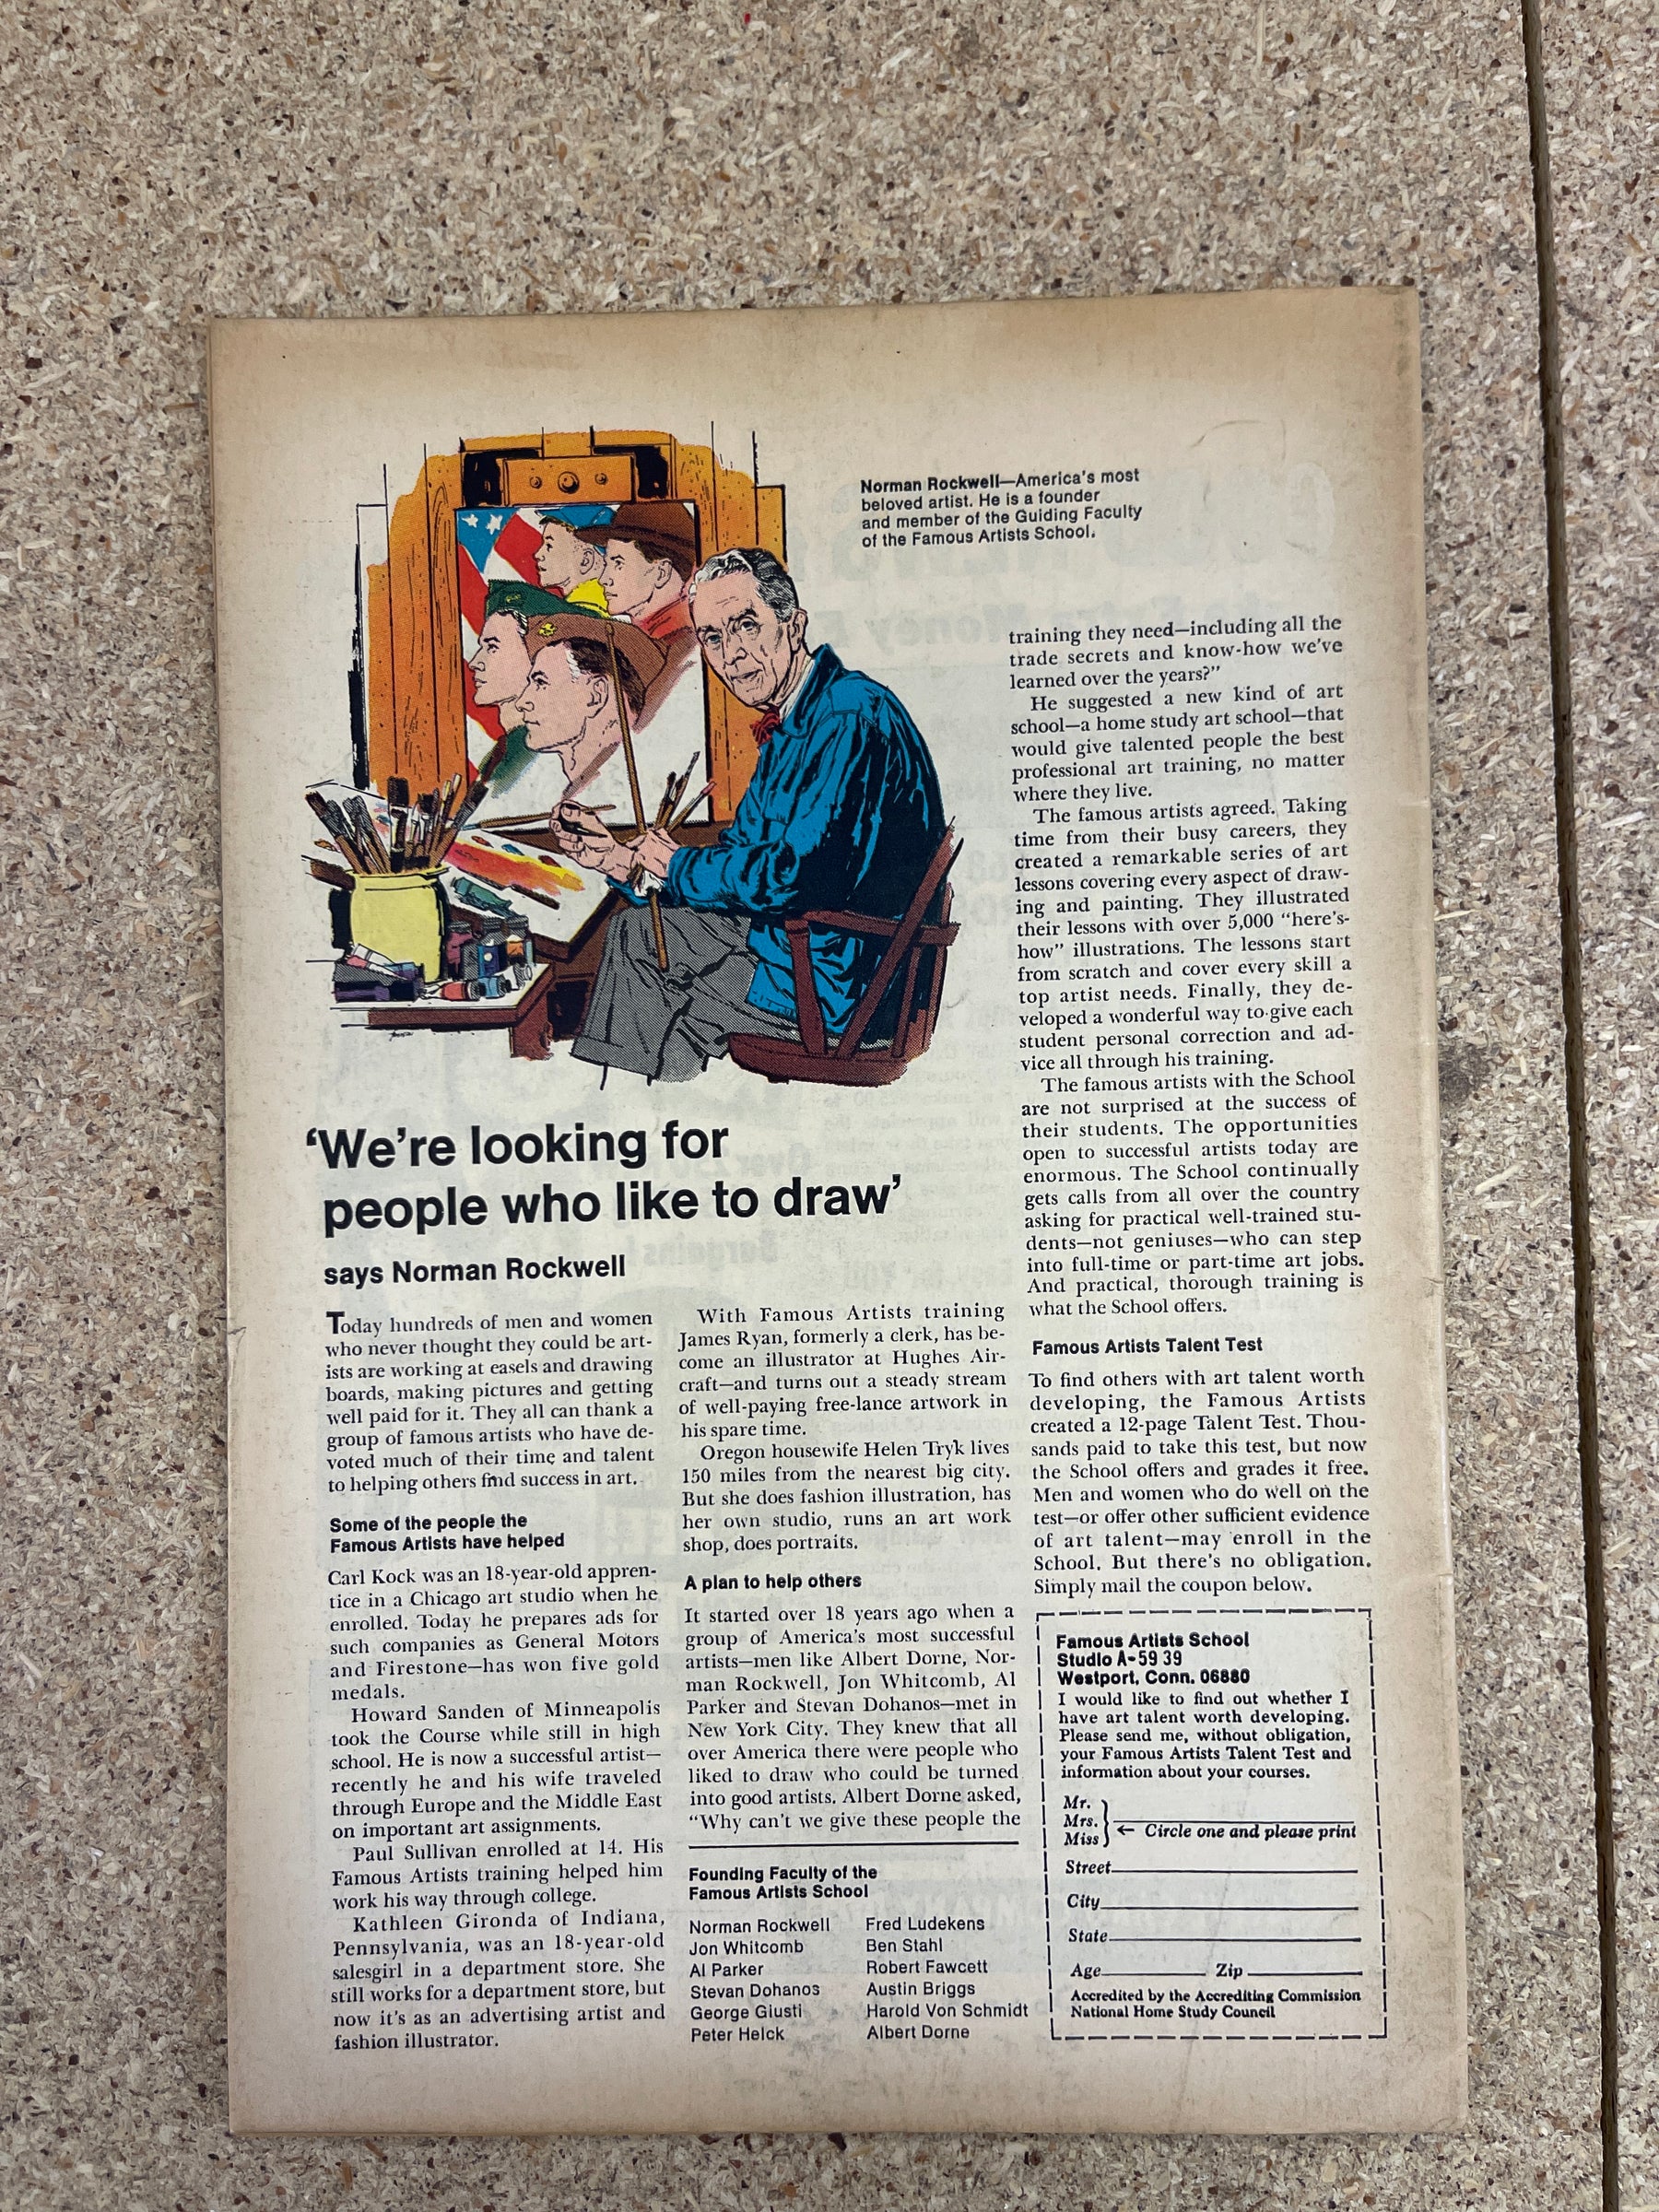 Norman Rockwell—America's most
beloved artist. He is a founder
and member of the Guiding Faculty
of the Famous Artists School.
'We're looking for
people who like to draw'
says Norman Rockwell
Today hundreds of men and women
who never thought they could be art-
ists are working at easels and drawing
boards, making pictures and getting
well paid for it. They all can thank a
group of famous artists who have de-
voted much of their time and talent
to helping others find success in art.
Some of the people the
Famous Artists have helped
Carl Kock was an 18-year-old appren-
tice in a Chicago art studio when he
enrolled. Today he prepares ads for
such companies as General Motors
and Firestone—has won five gold
medals.
Howard Sanden of Minneapolis
took the Course while still in high
school. He is now a successful artist—
recently he and his wife traveled
through Europe and the Middle East
on important art assignments.
Paul Sullivan enrolled at 14. His
Famous Artists training helped him
work his way through college.
Kathleen Gironda of Indiana,
Pennsylvania, was an 18-year-old
salesgirl in a department store. She
still works for a department store, but
now it's as an advertising artist and
fashion illustrator.
With Famous Artists training
James Ryan, formerly a clerk, has be-
come an illustrator at Hughes Air-
craft—and turns out a steady stream
of well-paying free-lance artwork in
his spare time.
Oregon housewife Helen Tryk lives
150 miles from the nearest big city.
But she does fashion illustration, has
her own studio, runs an art work
shop, does portraits.
A plan to help others
It started over 18 years ago when a
group of America's most successful
artists—men like Albert Dorne, Nor-
man Rockwell, Jon Whitcomb, Al
Parker and Stevan Dohanos—met in
New York City. They knew that all
over America there were people who
liked to draw who could be turned
into good artists. Albert Dorne asked,
"Why can't we give these people the
training they need—including all the
trade secrets and know-how we've
learned over the years?"
He suggested a new kind of art
school—a home study art school—that
would give talented people the best
professional art training, no matter
where they live.
The famous artists agreed. Taking
time from their busy careers, they
created a remarkable series of art
lessons covering every aspect of draw-
ing and painting. They illustrated
their lessons with over 5,000 "here's-
how" illustrations. The lessons start
from scratch and cover every skill a
top artist needs. Finally, they de-
veloped a wonderful way to give each
student personal correction and ad-
vice all through his training.
The famous artists with the School
are not surprised at the success of
their students. The opportunities
open to successful artists today are
enormous. The School continually
gets calls from all over the country
asking for practical well-trained stu-
dents—not geniuses—who can step
into full-time or part-time art jobs.
And practical, thorough training is
what the School offers.
Famous Artists Talent Test
To find others with art talent worth
developing, the Famous Artists
created a 12-page Talent Test. Thou-
sands paid to take this test, but now
the School offers and grades it free.
Men and women who do well on the
test—or offer other sufficient evidence
of art talent—may enroll in the
School. But there's no obligation.
Simply mail the coupon below.
Founding Faculty of the
Famous Artists School
Norman Rockwell
Jon Whitcomb
Al Parker
Stevan Dohanos
George Giusti
Peter Helck
Fred Ludekens
Ben Stahl
Robert Fawcett
Austin Briggs
Harold Von Schmidt
Albert Dorne
Famous Artists School
Studio A-59 39
Westport, Conn. 06880
I would like to find out whether I
have art talent worth developing.
Please send me, without obligation,
your Famous Artists Talent Test and
information about your courses.
Mr.
Mrs.
Miss
← Circle one and please print
Street
City
State
Age Zip
Accredited by the Accrediting Commission
National Home Study Council